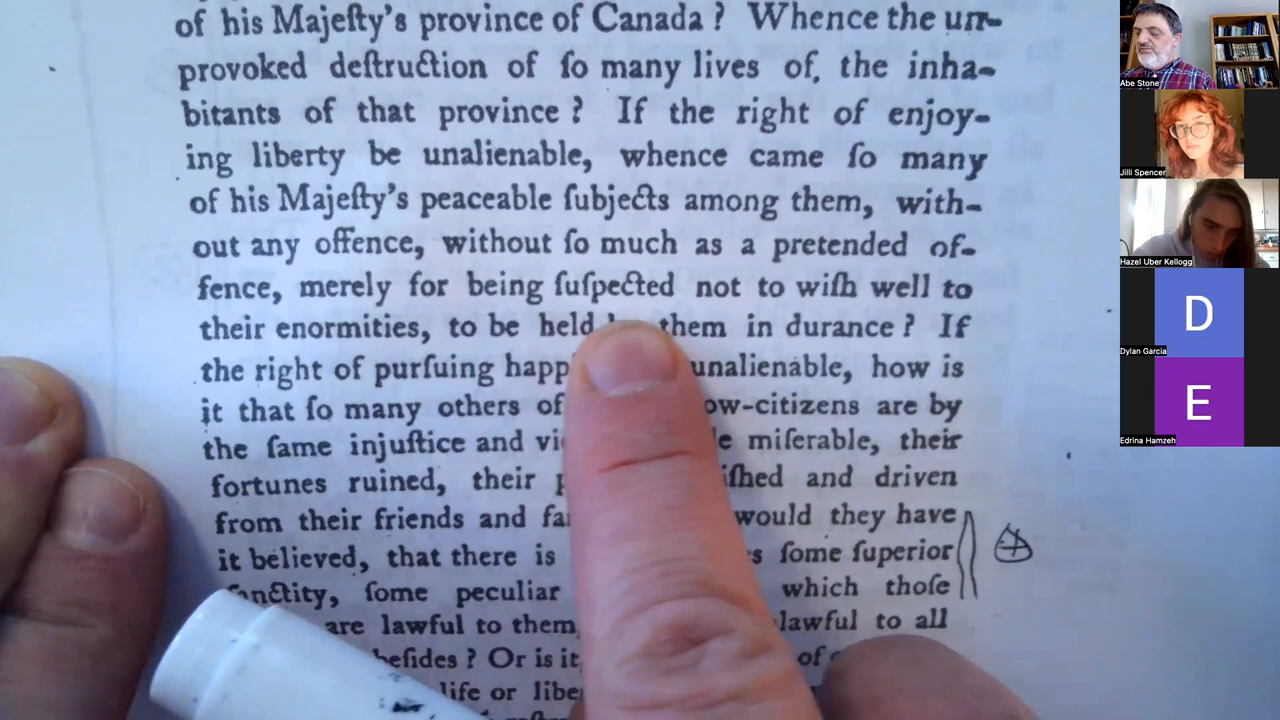 of his Majeſty's province of Canada ? Whence the un-
provoked deſtruction of ſo many lives of, the inha-
bitants of that province ? If the right of enjoy-
ing liberty be unalienable, whence came ſo many
of his Majeſty's peaceable ſubjects among them, with-
out any offence, without ſo much as a pretended of-
fence, merely for being ſuſpected not to wiſh well to
their enormities, to be held them in durance ? If
the right of purſuing unalienable, how is
it that ſo many others of -citizens are by
the ſame injuſtice and miſerable, their
fortunes ruined, their and driven
from their friends and would they have
it believed, that there is ſome ſuperior
ſome peculiar which thoſe
are lawful to them, lawful to all
beſides ? Or is it of
life or
Abe Stone
Jilli Spencer
Hazel Uber Kellogg
D
Dylan Garcia
E
Edrina Hamzeh